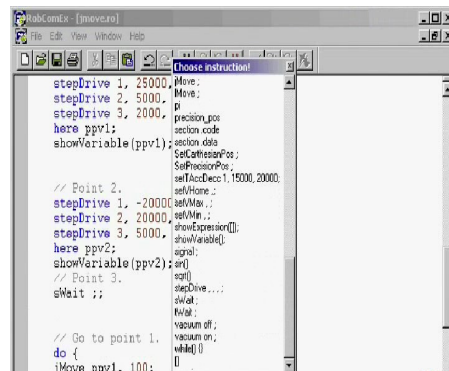 RobComEx - [jmove.ro]
File Edit View Window Help
stepDrive 1, 25000,
stepDrive 2, 5000,
stepDrive 3, 2000,
here ppv1;
showVariable(ppv1);
// Point 2.
stepDrive 1, -20000
stepDrive 2, 20000,
stepDrive 3, 5000,
here ppv2;
showVariable(ppv2);
// Point 3.
sWait ;;
// Go to point 1.
do {
jMove ppv1, 100;
Choose instruction!
jMove ;
lMove ;
pi
precision_pos
section .code
section .data
SetCarthesianPos ;
SetPrecisionPos ;
setTAccDecc 1, 15000, 20000;
setVHome ,;
setVMax , ;
setVMin , ;
showExpression([]);
showVariable();
signal ;
sin()
sqrt()
stepDrive , , , ;
sWait ;
tWait ;
vacuum off ;
vacuum on ;
while() {}
[]